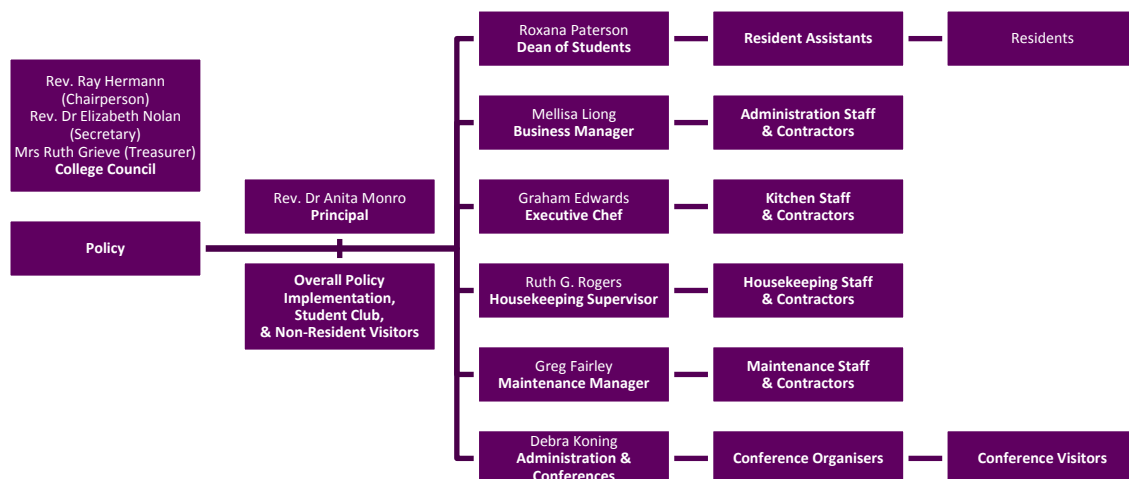 Rev. Ray Hermann
(Chairperson)
Rev. Dr Elizabeth Nolan
(Secretary)
Mrs Ruth Grieve (Treasurer)
College Council
Policy
Rev. Dr Anita Monro
Principal
Overall Policy
Implementation,
Student Club,
& Non-Resident Visitors
Roxana Paterson
Dean of Students
Resident Assistants
Residents
Mellisa Liong
Business Manager
Administration Staff
& Contractors
Graham Edwards
Executive Chef
Kitchen Staff
& Contractors
Ruth G. Rogers
Housekeeping Supervisor
Housekeeping Staff
& Contractors
Greg Fairley
Maintenance Manager
Maintenance Staff
& Contractors
Debra Koning
Administration &
Conferences
Conference Organisers
Conference Visitors